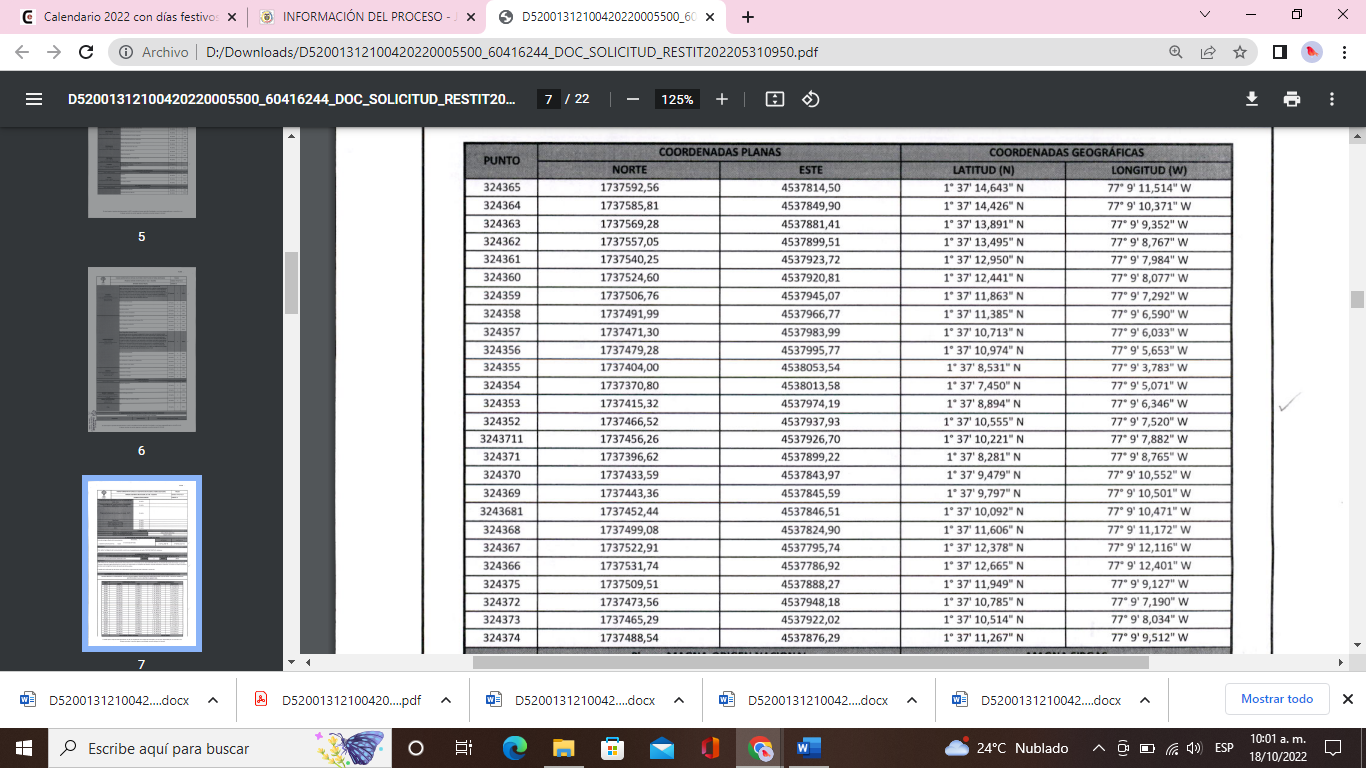 Calendario 2022 con días festivos
INFORMACIÓN DEL PROCESO - J
D52001312100420220005500_60
Archivo | D:/Downloads/D52001312100420220005500_60416244_DOC_SOLICITUD_RESTIT202205310950.pdf
D52001312100420220005500_60416244_DOC_SOLICITUD_RESTIT20... 7 / 22 125%
5
6
7
PUNTO COORDENADAS PLANAS COORDENADAS GEOGRÁFICAS
NORTE ESTE LATITUD (N) LONGITUD (W)
324365 1737592,56 4537814,50 1° 37' 14,643" N 77° 9' 11,514" W
324364 1737585,81 4537849,90 1° 37' 14,426" N 77° 9' 10,371" W
324363 1737569,28 4537881,41 1° 37' 13,891" N 77° 9' 9,352" W
324362 1737557,05 4537899,51 1° 37' 13,495" N 77° 9' 8,767" W
324361 1737540,25 4537923,72 1° 37' 12,950" N 77° 9' 7,984" W
324360 1737524,60 4537920,81 1° 37' 12,441" N 77° 9' 8,077" W
324359 1737506,76 4537945,07 1° 37' 11,863" N 77° 9' 7,292" W
324358 1737491,99 4537966,77 1° 37' 11,385" N 77° 9' 6,590" W
324357 1737471,30 4537983,99 1° 37' 10,713" N 77° 9' 6,033" W
324356 1737479,28 4537995,77 1° 37' 10,974" N 77° 9' 5,653" W
324355 1737404,00 4538053,54 1° 37' 8,531" N 77° 9' 3,783" W
324354 1737370,80 4538013,58 1° 37' 7,450" N 77° 9' 5,071" W
324353 1737415,32 4537974,19 1° 37' 8,894" N 77° 9' 6,346" W
324352 1737466,52 4537937,93 1° 37' 10,555" N 77° 9' 7,520" W
3243711 1737456,26 4537926,70 1° 37' 10,221" N 77° 9' 7,882" W
324371 1737396,62 4537899,22 1° 37' 8,281" N 77° 9' 8,765" W
324370 1737433,59 4537843,97 1° 37' 9,479" N 77° 9' 10,552" W
324369 1737443,36 4537845,59 1° 37' 9,797" N 77° 9' 10,501" W
3243681 1737452,44 4537846,51 1° 37' 10,092" N 77° 9' 10,471" W
324368 1737499,08 4537824,90 1° 37' 11,606" N 77° 9' 11,172" W
324367 1737522,91 4537795,74 1° 37' 12,378" N 77° 9' 12,116" W
324366 1737531,74 4537786,92 1° 37' 12,665" N 77° 9' 12,401" W
324375 1737509,51 4537888,27 1° 37' 11,949" N 77° 9' 9,127" W
324372 1737473,56 4537948,18 1° 37' 10,785" N 77° 9' 7,190" W
324373 1737465,29 4537922,02 1° 37' 10,514" N 77° 9' 8,034" W
324374 1737488,54 4537876,29 1° 37' 11,267" N 77° 9' 9,512" W
D5200131210042....docx
D52001312100420....pdf
D5200131210042....docx
D5200131210042....docx
D5200131210042....docx
Mostrar todo
Escribe aquí para buscar
24°C Nublado
ESP
10:01 a. m.
18/10/2022